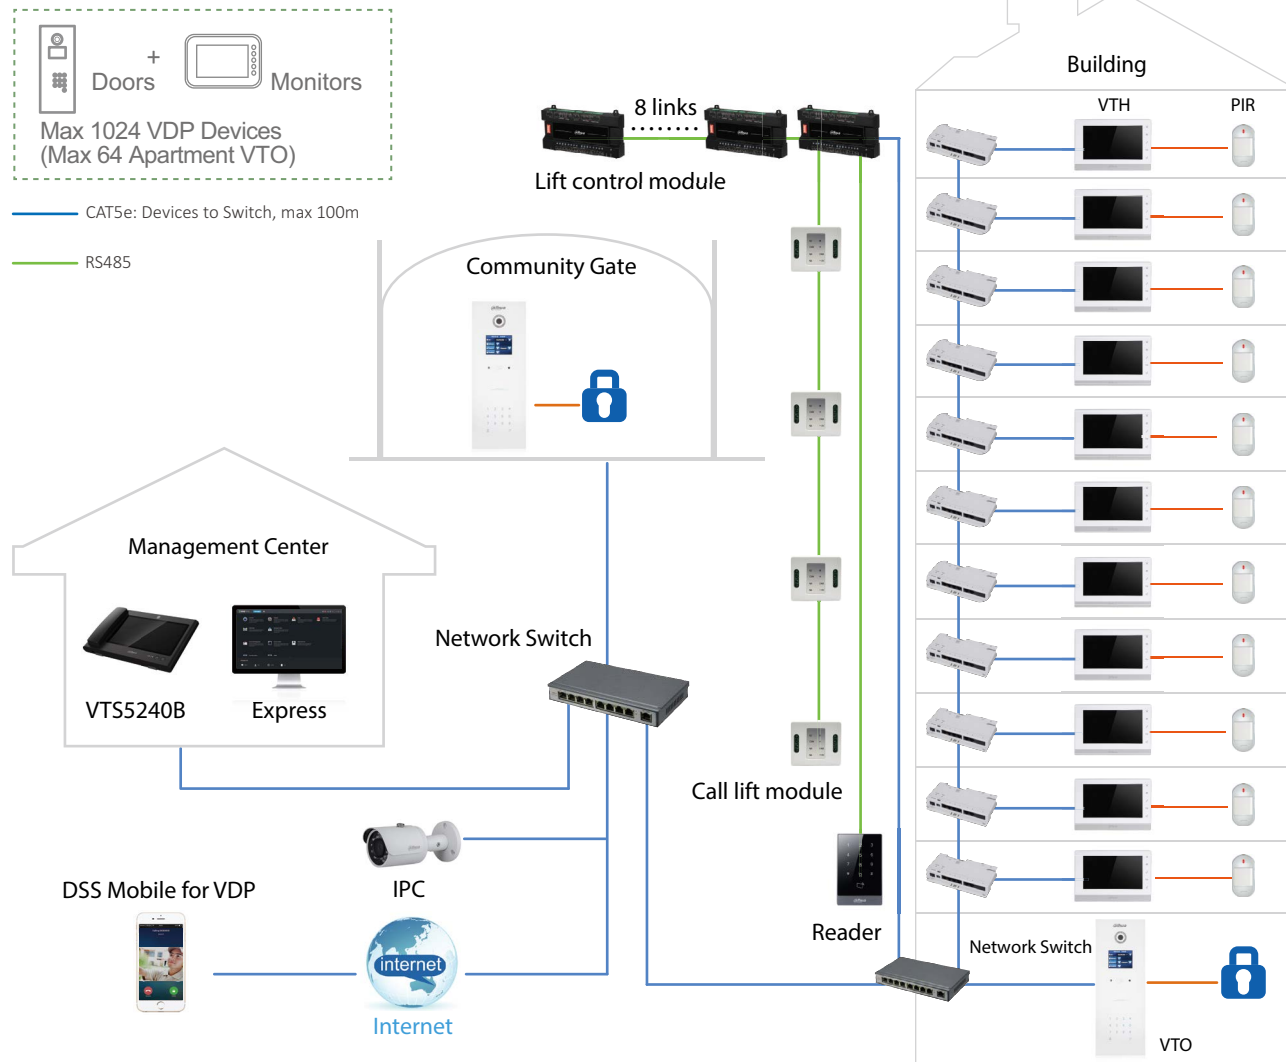 Doors + Monitors
Max 1024 VDP Devices
(Max 64 Apartment VTO)
CAT5e: Devices to Switch, max 100m
RS485
8 links
Lift control module
Building
VTH
PIR
Community Gate
Management Center
VTS5240B
Express
Network Switch
Call lift module
IPC
DSS Mobile for VDP
internet
Internet
Reader
Network Switch
VTO